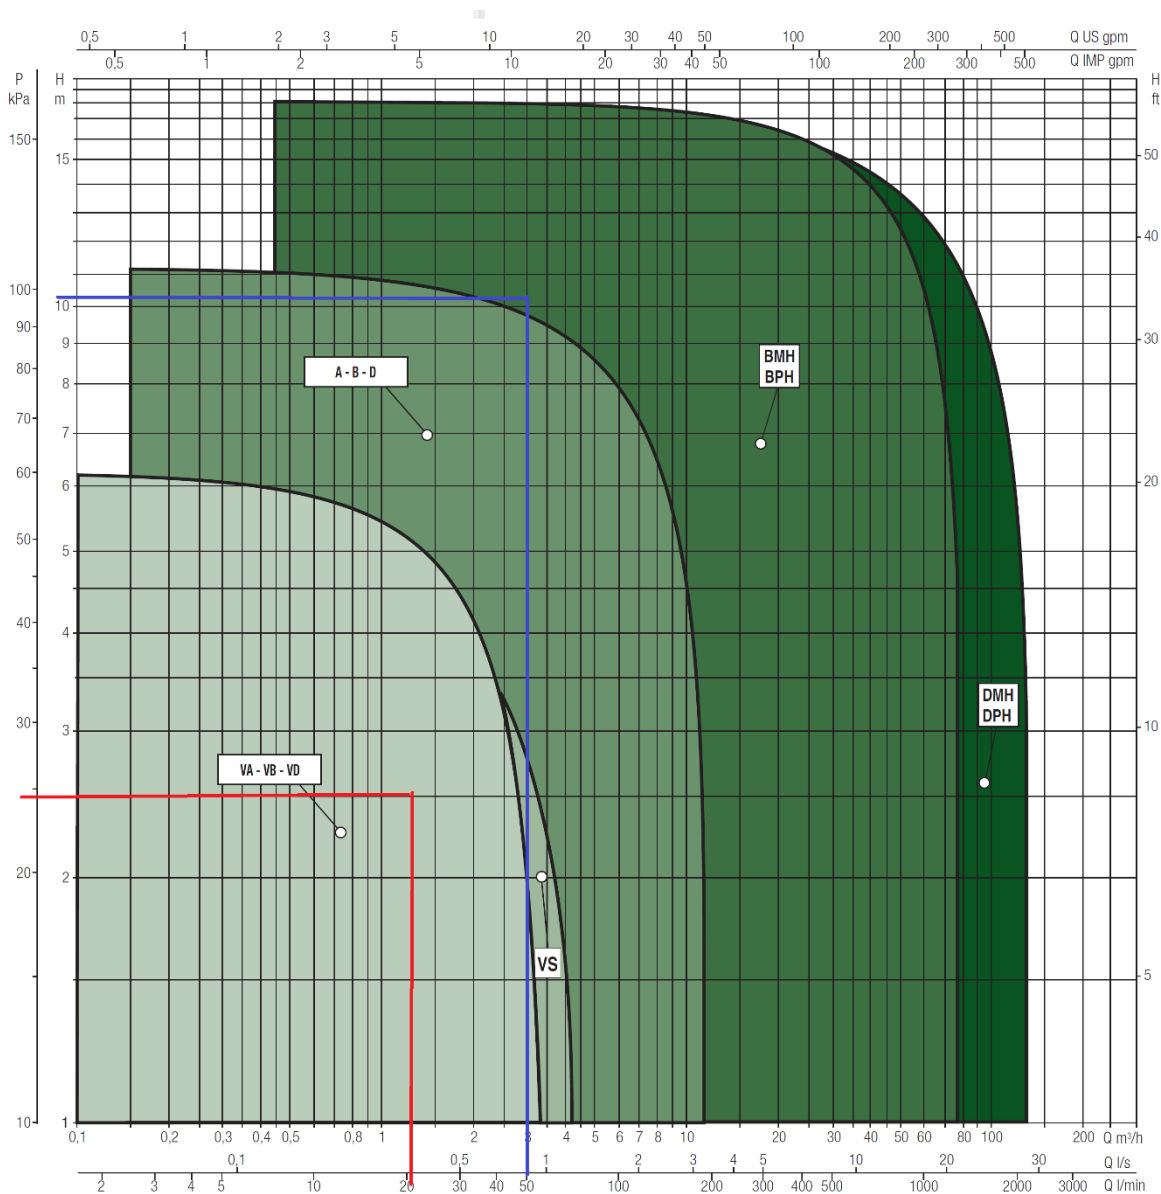 0,5 1 2 3 5 10 20 30 40 50 100 200 300 500 Q US gpm
0,5 1 2 5 10 20 30 40 50 100 200 300 500 Q IMP gpm
P
kPa
H
m
H
ft
150
15
50
40
100
10
90
9
30
80
8
A - B - D
BMH
BPH
70
7
60
6
20
50
5
40
4
DMH
DPH
30
3
10
VA - VB - VD
20
2
VS
5
10
1
0,1 0,2 0,3 0,4 0,5 0,8 1 2 3 4 5 6 7 8 10 20 30 40 50 60 80 100 200 Q m³/h
0,1 0,5 1 2 3 4 5 10 20 30 Q l/s
2 3 4 5 10 20 30 40 50 100 200 300 400 500 1000 2000 3000 Q l/min